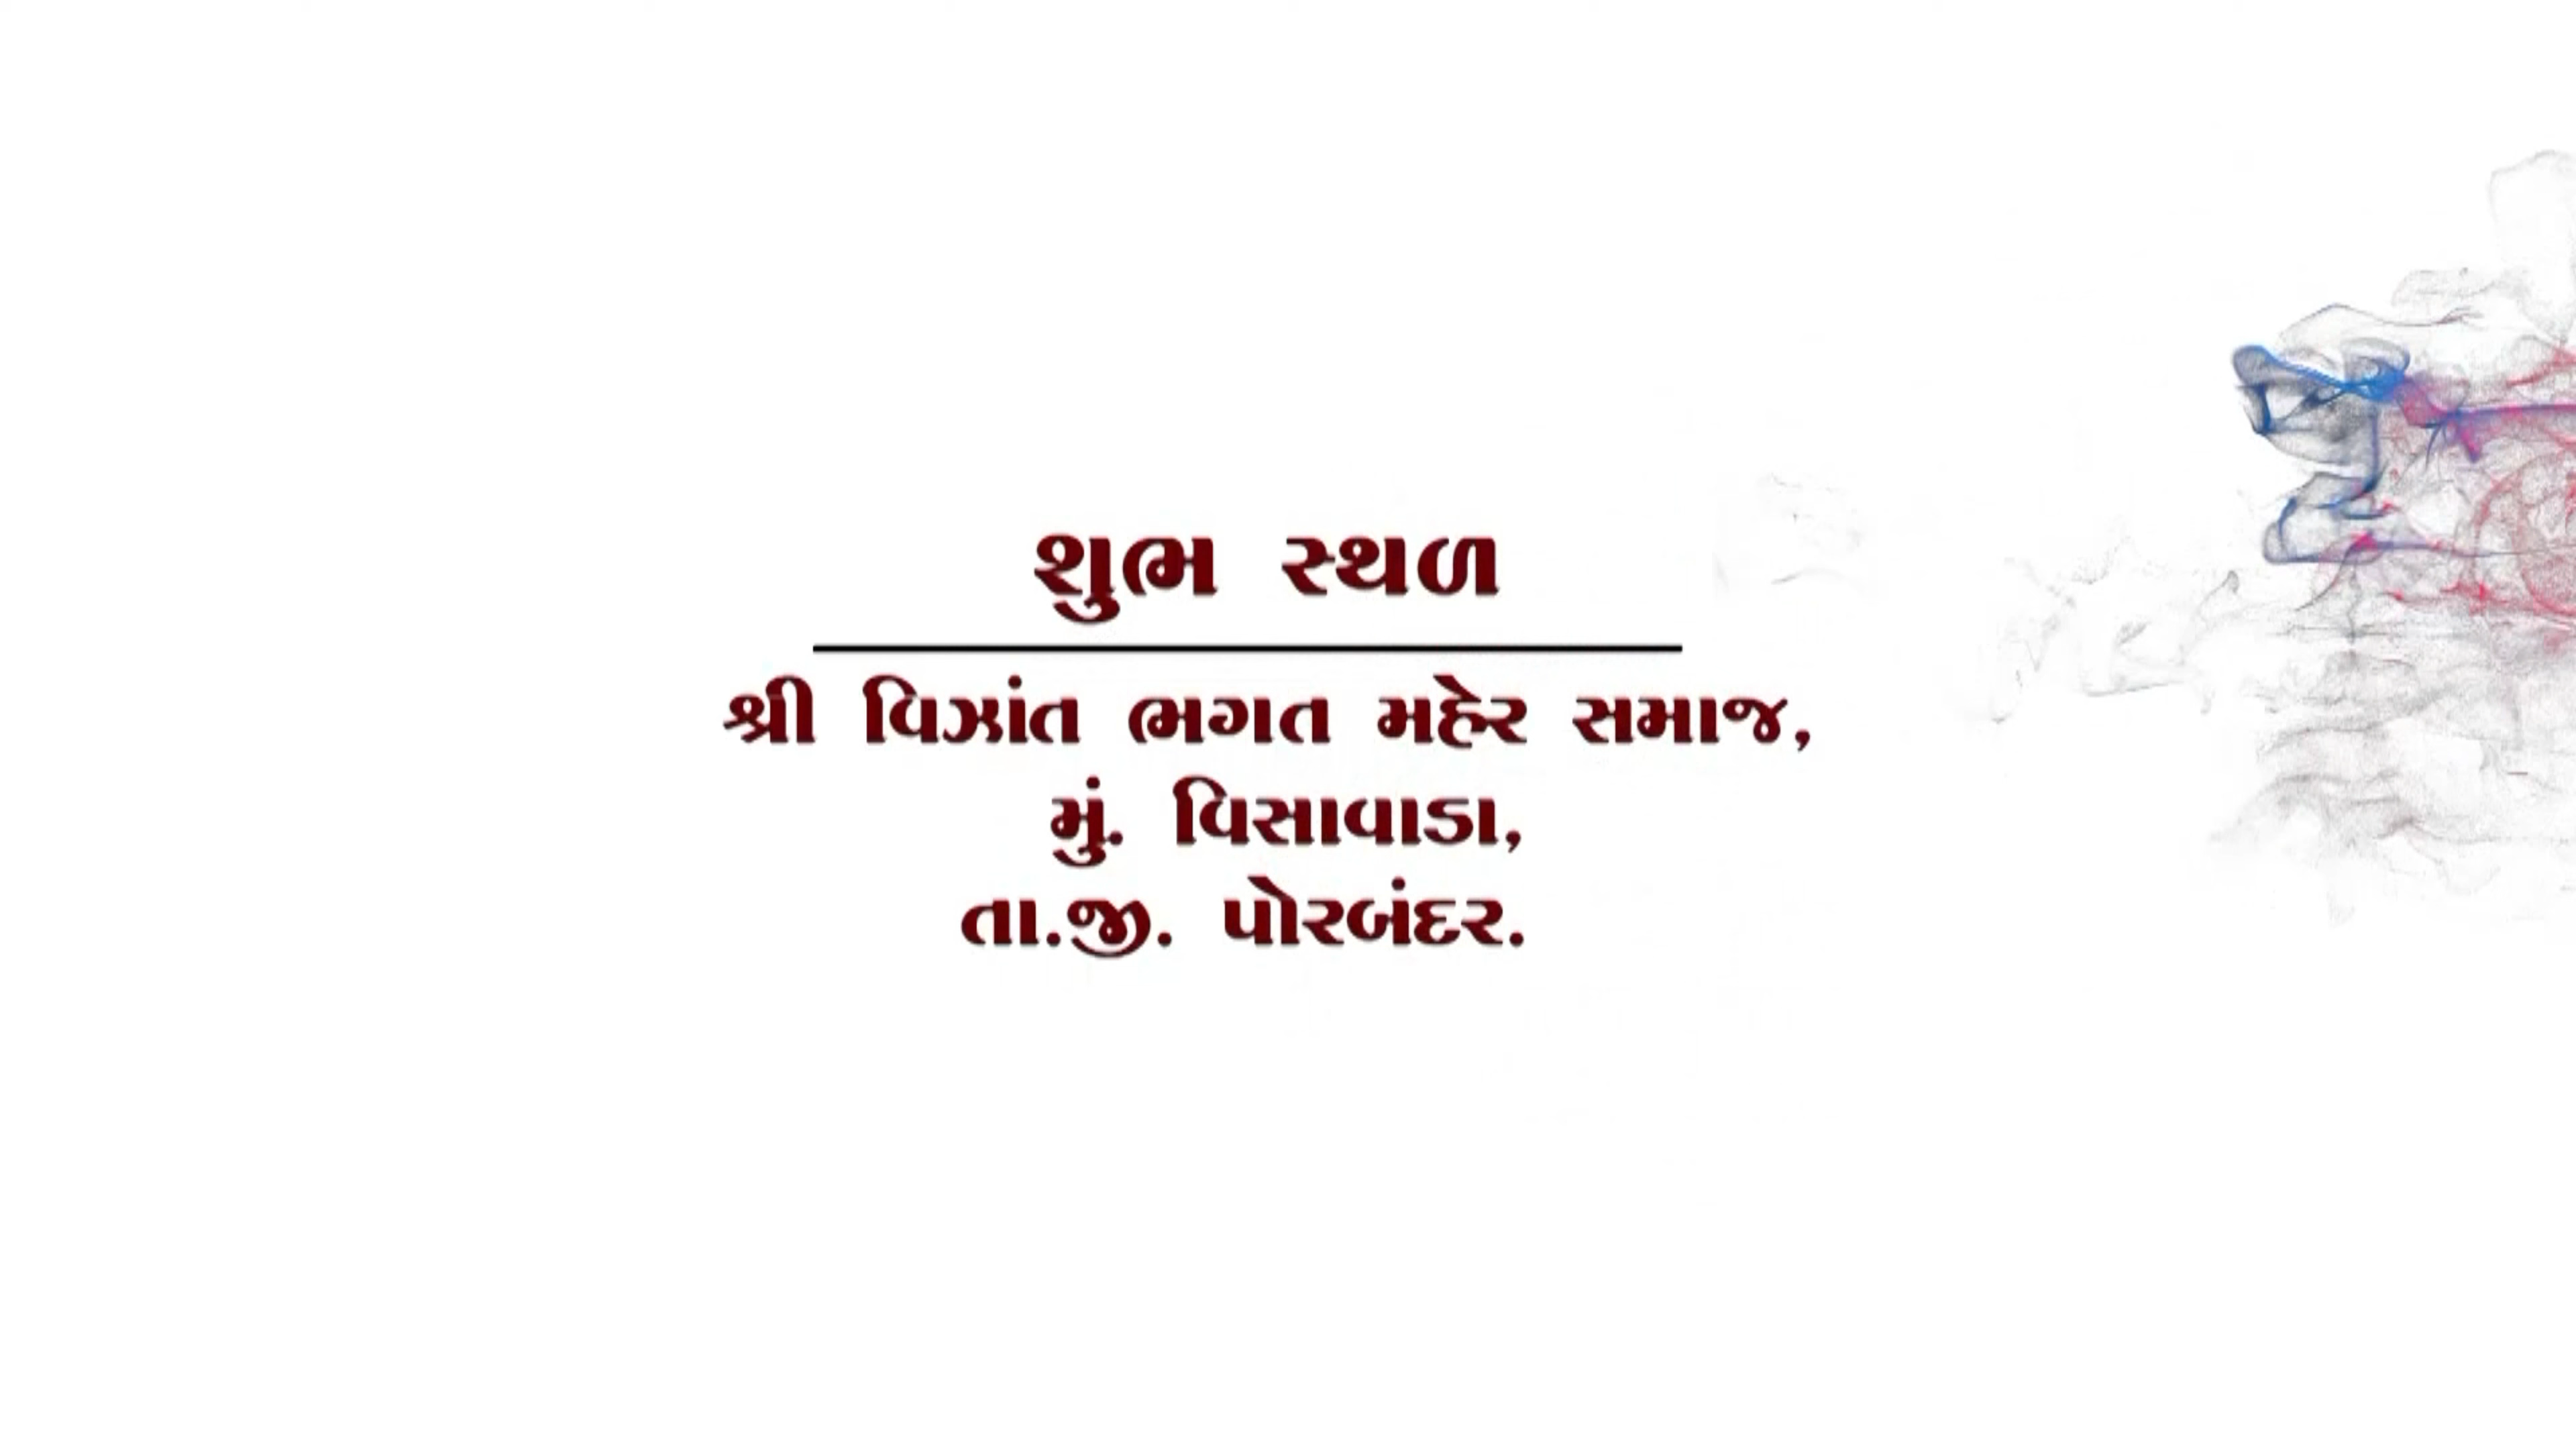 શુભ સ્થળ
શ્રી વિઝાંત ભગત મહેર સમાજ,
મું. વિસાવાડા,
તા.જી. પોરબંદર.